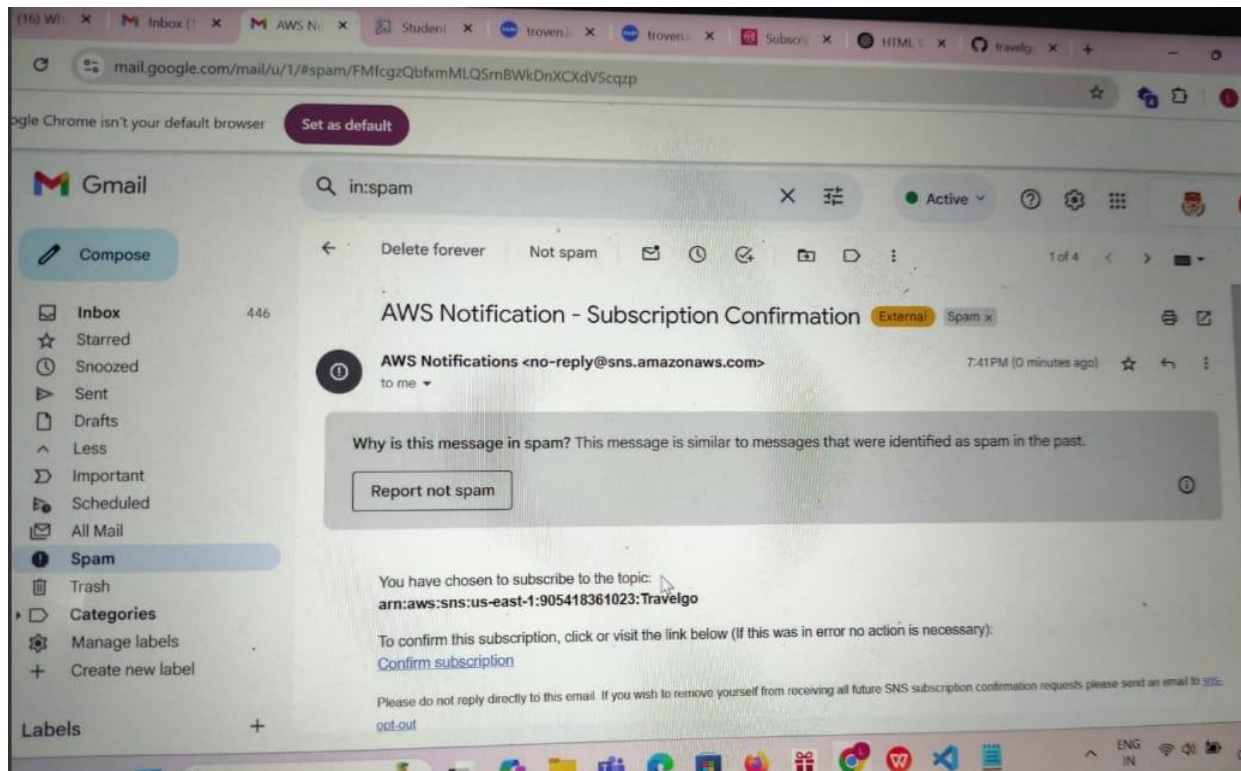 (16) Wh
Inbox (1
AWS No
Student
troven.
troven.
Subscri
HTML
travelgo
mail.google.com/mail/u/1/#spam/FMfcgzQbfxmMLQSmBWkDnXCXdVScqzp
ogle Chrome isn't your default browser
Set as default
Gmail
in:spam
Active
Compose
Delete forever
Not spam
1 of 4
Inbox 446
Starred
Snoozed
Sent
Drafts
Less
Important
Scheduled
All Mail
Spam
Trash
Categories
Manage labels
Create new label
Labels
AWS Notification - Subscription Confirmation External Spam x
AWS Notifications <no-reply@sns.amazonaws.com> 7:41 PM (0 minutes ago)
to me
Why is this message in spam? This message is similar to messages that were identified as spam in the past.
Report not spam
You have chosen to subscribe to the topic:
arn:aws:sns:us-east-1:905418361023:Travelgo
To confirm this subscription, click or visit the link below (If this was in error no action is necessary):
Confirm subscription
Please do not reply directly to this email. If you wish to remove yourself from receiving all future SNS subscription confirmation requests please send an email to sns-
opt-out
ENG
IN